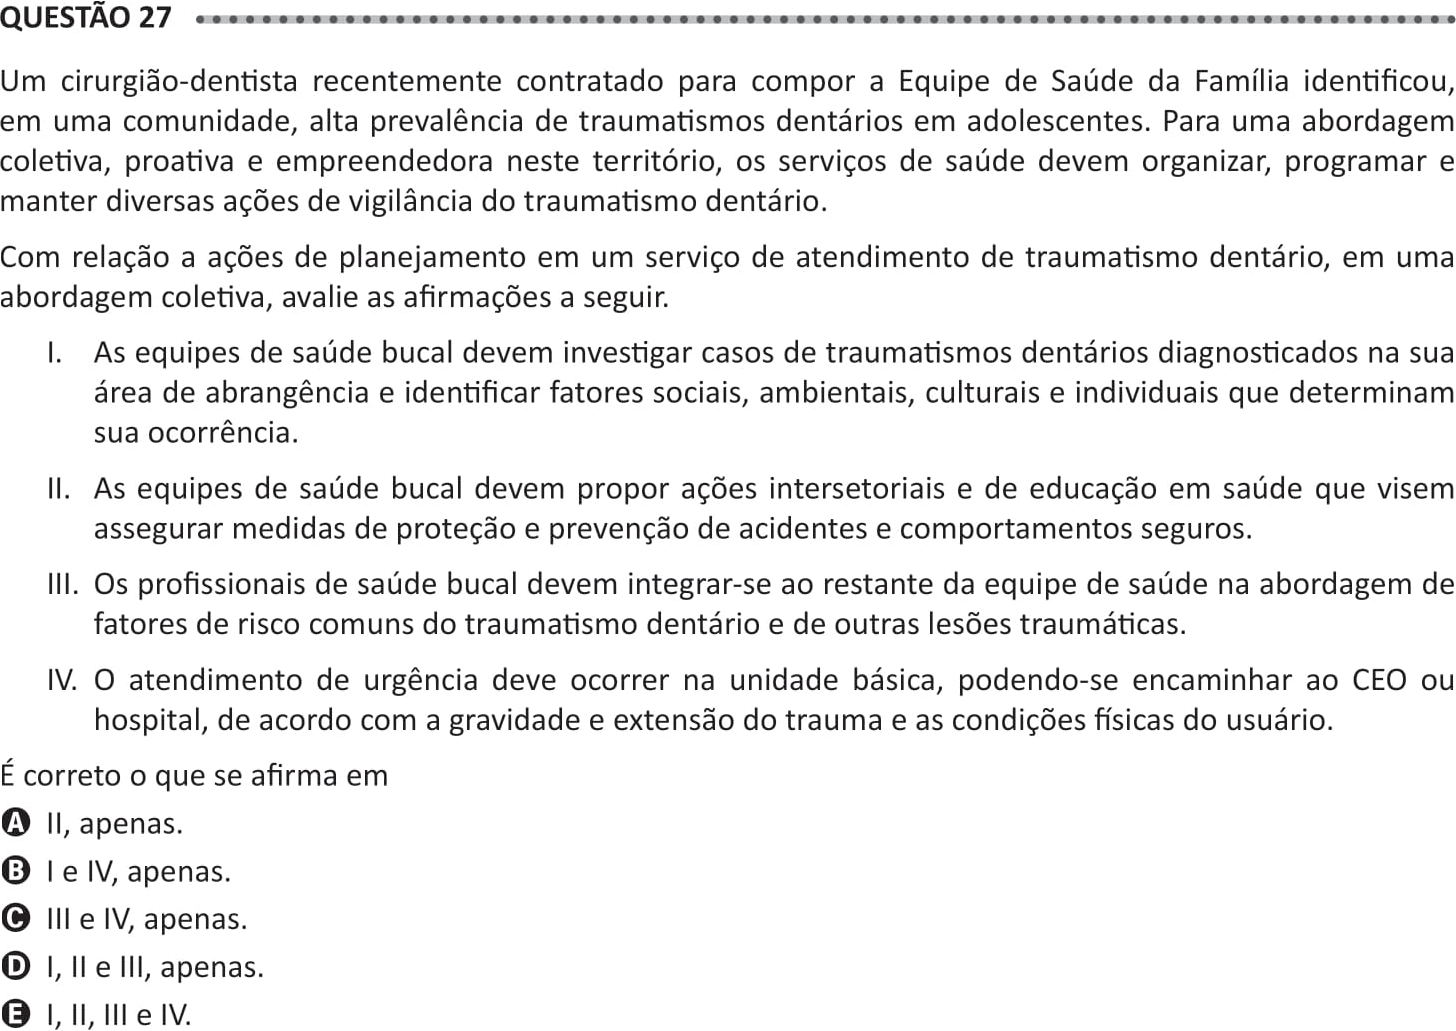 QUESTÃO 27
Um cirurgião-dentista recentemente contratado para compor a Equipe de Saúde da Família identificou,
em uma comunidade, alta prevalência de traumatismos dentários em adolescentes. Para uma abordagem
coletiva, proativa e empreendedora neste território, os serviços de saúde devem organizar, programar e
manter diversas ações de vigilância do traumatismo dentário.
Com relação a ações de planejamento em um serviço de atendimento de traumatismo dentário, em uma
abordagem coletiva, avalie as afirmações a seguir.
I. As equipes de saúde bucal devem investigar casos de traumatismos dentários diagnosticados na sua
área de abrangência e identificar fatores sociais, ambientais, culturais e individuais que determinam
sua ocorrência.
II. As equipes de saúde bucal devem propor ações intersetoriais e de educação em saúde que visem
assegurar medidas de proteção e prevenção de acidentes e comportamentos seguros.
III. Os profissionais de saúde bucal devem integrar-se ao restante da equipe de saúde na abordagem de
fatores de risco comuns do traumatismo dentário e de outras lesões traumáticas.
IV. O atendimento de urgência deve ocorrer na unidade básica, podendo-se encaminhar ao CEO ou
hospital, de acordo com a gravidade e extensão do trauma e as condições físicas do usuário.
É correto o que se afirma em
A II, apenas.
B I e IV, apenas.
C III e IV, apenas.
D I, II e III, apenas.
E I, II, III e IV.